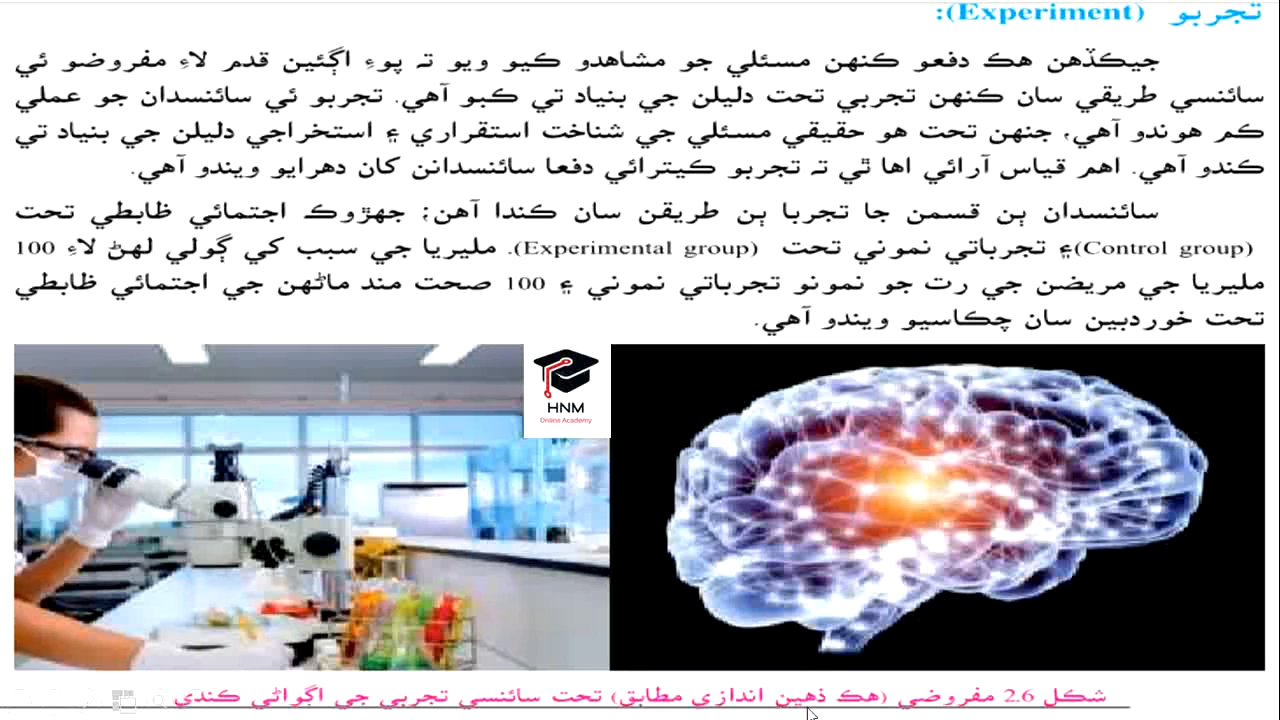 تجربو (Experiment):
جيڪڏهن هڪ دفعو ڪنهن مسئلي جو مشاهدو ڪيو ويو تہ پوءِ اڳئين قدم لاءِ مفروضو ئي
سائنسي طريقي سان ڪنهن تجربي تحت دليلن جي بنياد تي ڪبو آهي. تجربو ئي سائنسدان جو عملي
ڪم هوندو آهي، جنهن تحت هو حقيقي مسئلي جي شناخت استقراري ۽ استخراجي دليلن جي بنياد تي
ڪندو آهي. اهم قياس آرائي اها ٿي تہ تجربو ڪيترائي دفعا سائنسدانن کان دهرايو ويندو آهي.
سائنسدان ٻن قسمن جا تجربا ٻن طريقن سان ڪندا آهن؛ جهڙوڪ اجتمائي ظابطي تحت
(Control group)۽ تجرباتي نموني تحت (Experimental group). مليريا جي سبب کي ڳولي لهڻ لاءِ 100
مليريا جي مريضن جي رت جو نمونو تجرباتي نموني ۽ 100 صحت مند ماڻهن جي اجتمائي ظابطي
تحت خوردبين سان چڪاسيو ويندو آهي.
HNM
Online Academy
شڪل 2.6 مفروضي (هڪ ذهين اندازي مطابق) تحت سائنسي تجربي جي اڳواڻي ڪندي